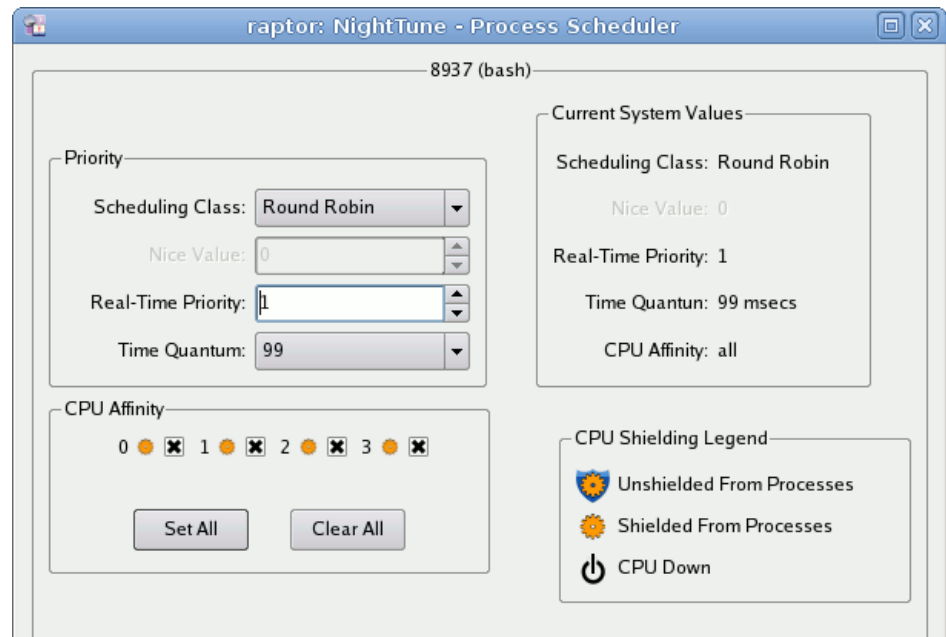 raptor: NightTune - Process Scheduler
8937 (bash)
Priority
Scheduling Class: Round Robin
Nice Value: 0
Real-Time Priority: 1
Time Quantum: 99
Current System Values
Scheduling Class: Round Robin
Nice Value: 0
Real-Time Priority: 1
Time Quantun: 99 msecs
CPU Affinity: all
CPU Affinity
0 1 2 3
Set All Clear All
CPU Shielding Legend
Unshielded From Processes
Shielded From Processes
CPU Down